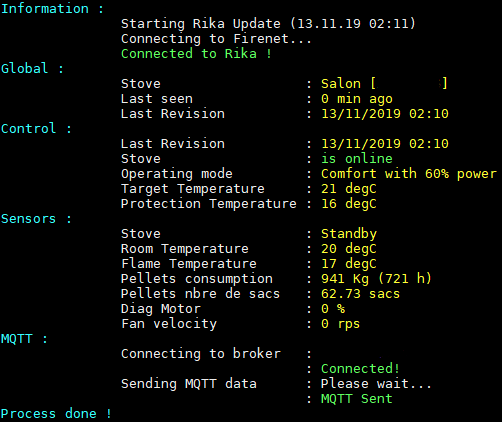 Information :
Starting Rika Update (13.11.19 02:11)
Connecting to Firenet...
Connected to Rika !
Global :
Stove : Salon [ ]
Last seen : 0 min ago
Last Revision : 13/11/2019 02:10
Control :
Last Revision : 13/11/2019 02:10
Stove : is online
Operating mode : Comfort with 60% power
Target Temperature : 21 degC
Protection Temperature : 16 degC
Sensors :
Stove : Standby
Room Temperature : 20 degC
Flame Temperature : 17 degC
Pellets consumption : 941 Kg (721 h)
Pellets nbre de sacs : 62.73 sacs
Diag Motor : 0 %
Fan velocity : 0 rps
MQTT :
Connecting to broker :
: Connected!
Sending MQTT data : Please wait...
: MQTT Sent
Process done !